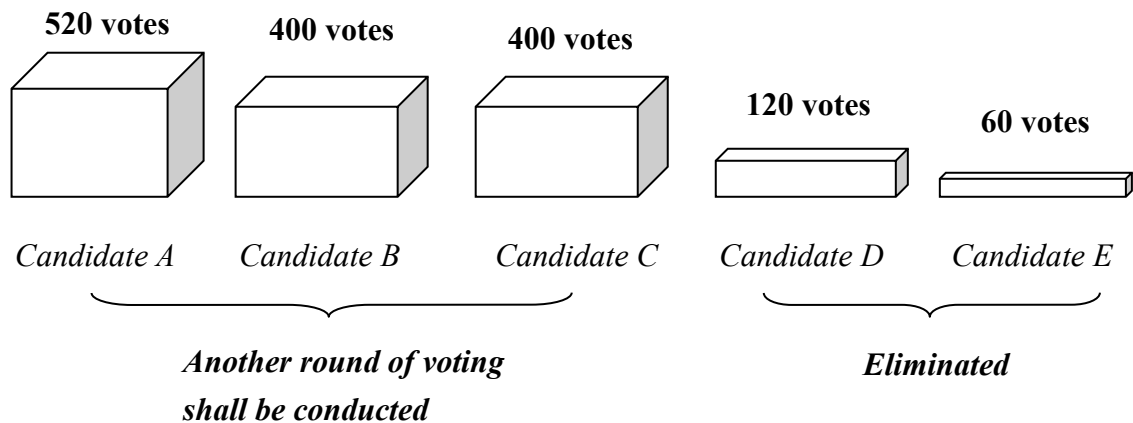 520 votes
400 votes
400 votes
120 votes
60 votes
Candidate A
Candidate B
Candidate C
Candidate D
Candidate E
Another round of voting
shall be conducted
Eliminated